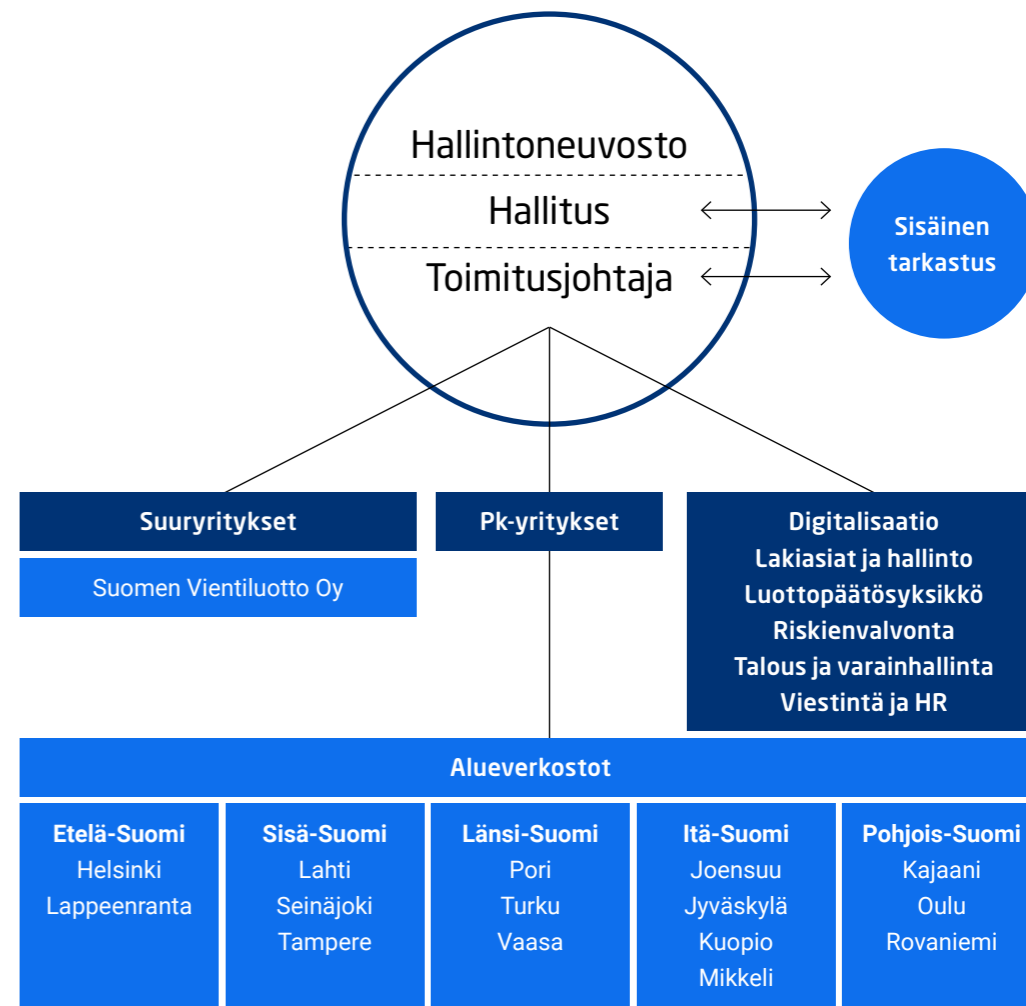 Hallintoneuvosto
Hallitus
Toimitusjohtaja
Sisäinen
tarkastus
Suuryritykset
Suomen Vientiluotto Oy
Pk-yritykset
Digitalisaatio
Lakiasiat ja hallinto
Luottopäätösyksikkö
Riskienvalvonta
Talous ja varainhallinta
Viestintä ja HR
Alueverkostot
Etelä-Suomi
Helsinki
Lappeenranta
Sisä-Suomi
Lahti
Seinäjoki
Tampere
Länsi-Suomi
Pori
Turku
Vaasa
Itä-Suomi
Joensuu
Jyväskylä
Kuopio
Mikkeli
Pohjois-Suomi
Kajaani
Oulu
Rovaniemi